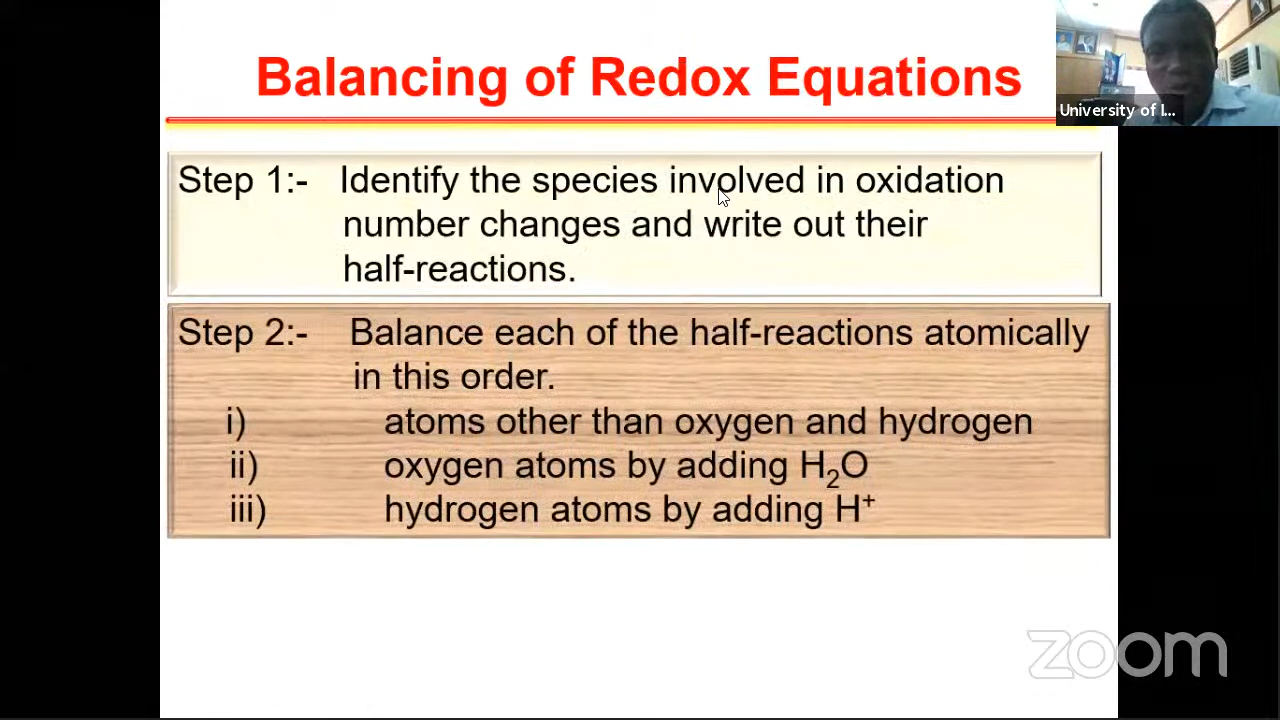 Balancing of Redox Equations
University of I...
Step 1:- Identify the species involved in oxidation
number changes and write out their
half-reactions.
Step 2:- Balance each of the half-reactions atomically
in this order.
i) atoms other than oxygen and hydrogen
ii) oxygen atoms by adding H₂O
iii) hydrogen atoms by adding H⁺
zoom